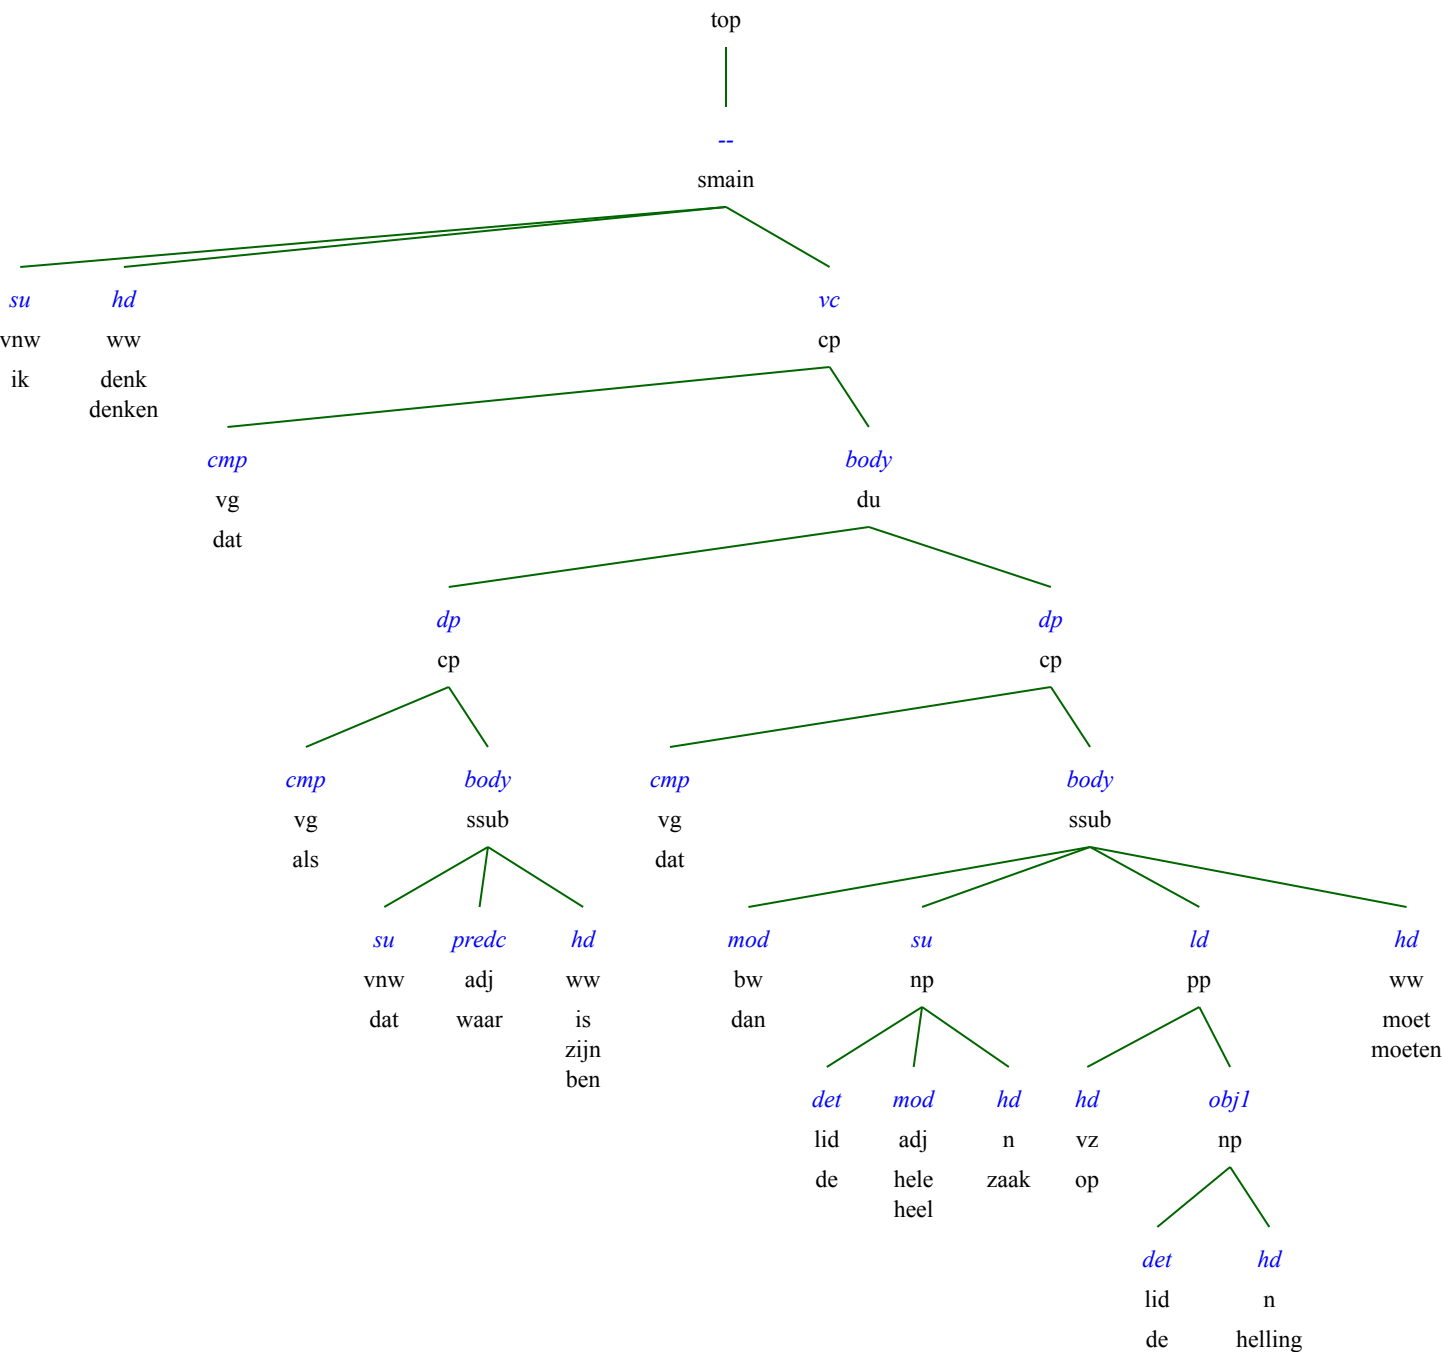 top
--
smain
su hd vc
vnw ww cp
ik denk
denken
cmp body
vg du
dat
dp dp
cp cp
cmp body cmp body
vg ssub vg ssub
als dat
su predc hd mod su ld hd
vnw adj ww bw np pp ww
dat waar is dan moet
zijn moeten
ben
det mod hd hd obj1
lid adj n vz np
de hele zaak op
heel
det hd
lid n
de helling